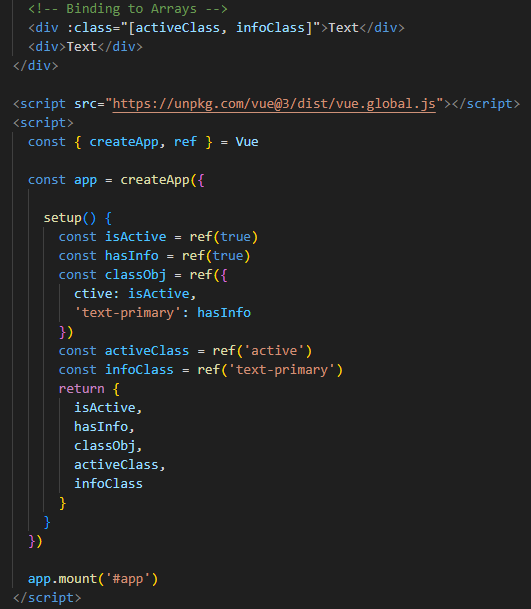 <!-- Binding to Arrays -->
<div :class="[activeClass, infoClass]">Text</div>
<div>Text</div>
</div>
<script src="https://unpkg.com/vue@3/dist/vue.global.js"></script>
<script>
const { createApp, ref } = Vue
const app = createApp({
setup() {
const isActive = ref(true)
const hasInfo = ref(true)
const classObj = ref({
ctive: isActive,
'text-primary': hasInfo
})
const activeClass = ref('active')
const infoClass = ref('text-primary')
return {
isActive,
hasInfo,
classObj,
activeClass,
infoClass
}
}
})
app.mount('#app')
</script>